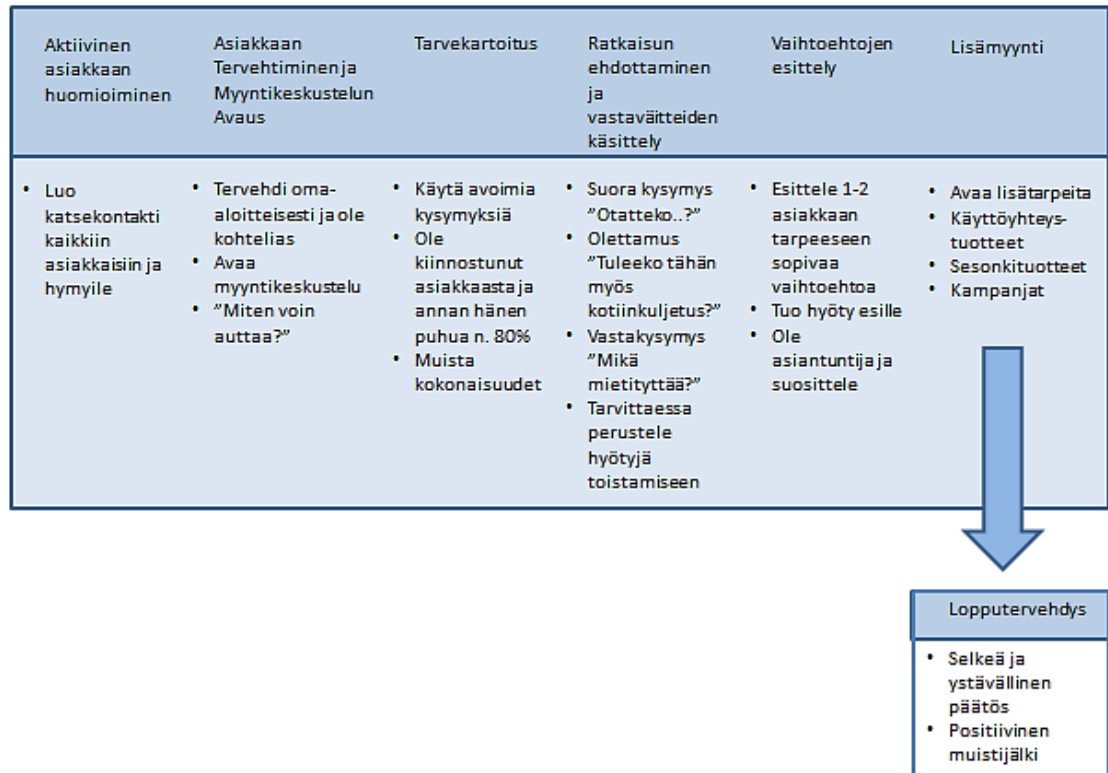 Aktiivinen
asiakkaan
huomioiminen
Asiakkaan
Tervehtiminen ja
Myyntikeskustelun
Avaus
Tarvekartoitus
Ratkaisun
ehdottaminen
ja
vastaväitteiden
käsittely
Vaihtoehtojen
esittely
Lisämyynti
• Luo
katsekontakti
kaikkiin
asiakkaisiin ja
hymyile
• Tervehdi oma-
aloitteisesti ja ole
kohtelias
• Avaa
myyntikeskustelu
• ”Miten voin
auttaa?”
• Käytä avoimia
kysymyksiä
• Ole
kiinnostunut
asiakkaasta ja
annan hänen
puhua n. 80%
• Muista
kokonaisuudet
• Suora kysymys
”Otatteko..?”
• Olettamus
”Tuleeko tähän
myös
kotiinkuljetus?”
• Vastakysymys
”Mikä
mietityttää?”
• Tarvittaessa
perustele
hyötyjä
toistamiseen
• Esittele 1-2
asiakkaan
tarpeeseen
sopivaa
vaihtoehtoa
• Tuo hyöty esille
• Ole
asiantuntija ja
suosittele
• Avaa lisätarpeita
• Käyttöyhteys-
tuotteet
• Sesonkituotteet
• Kampanjat
Lopputervehdys
• Selkeä ja
ystävällinen
päätös
• Positiivinen
muistijälki